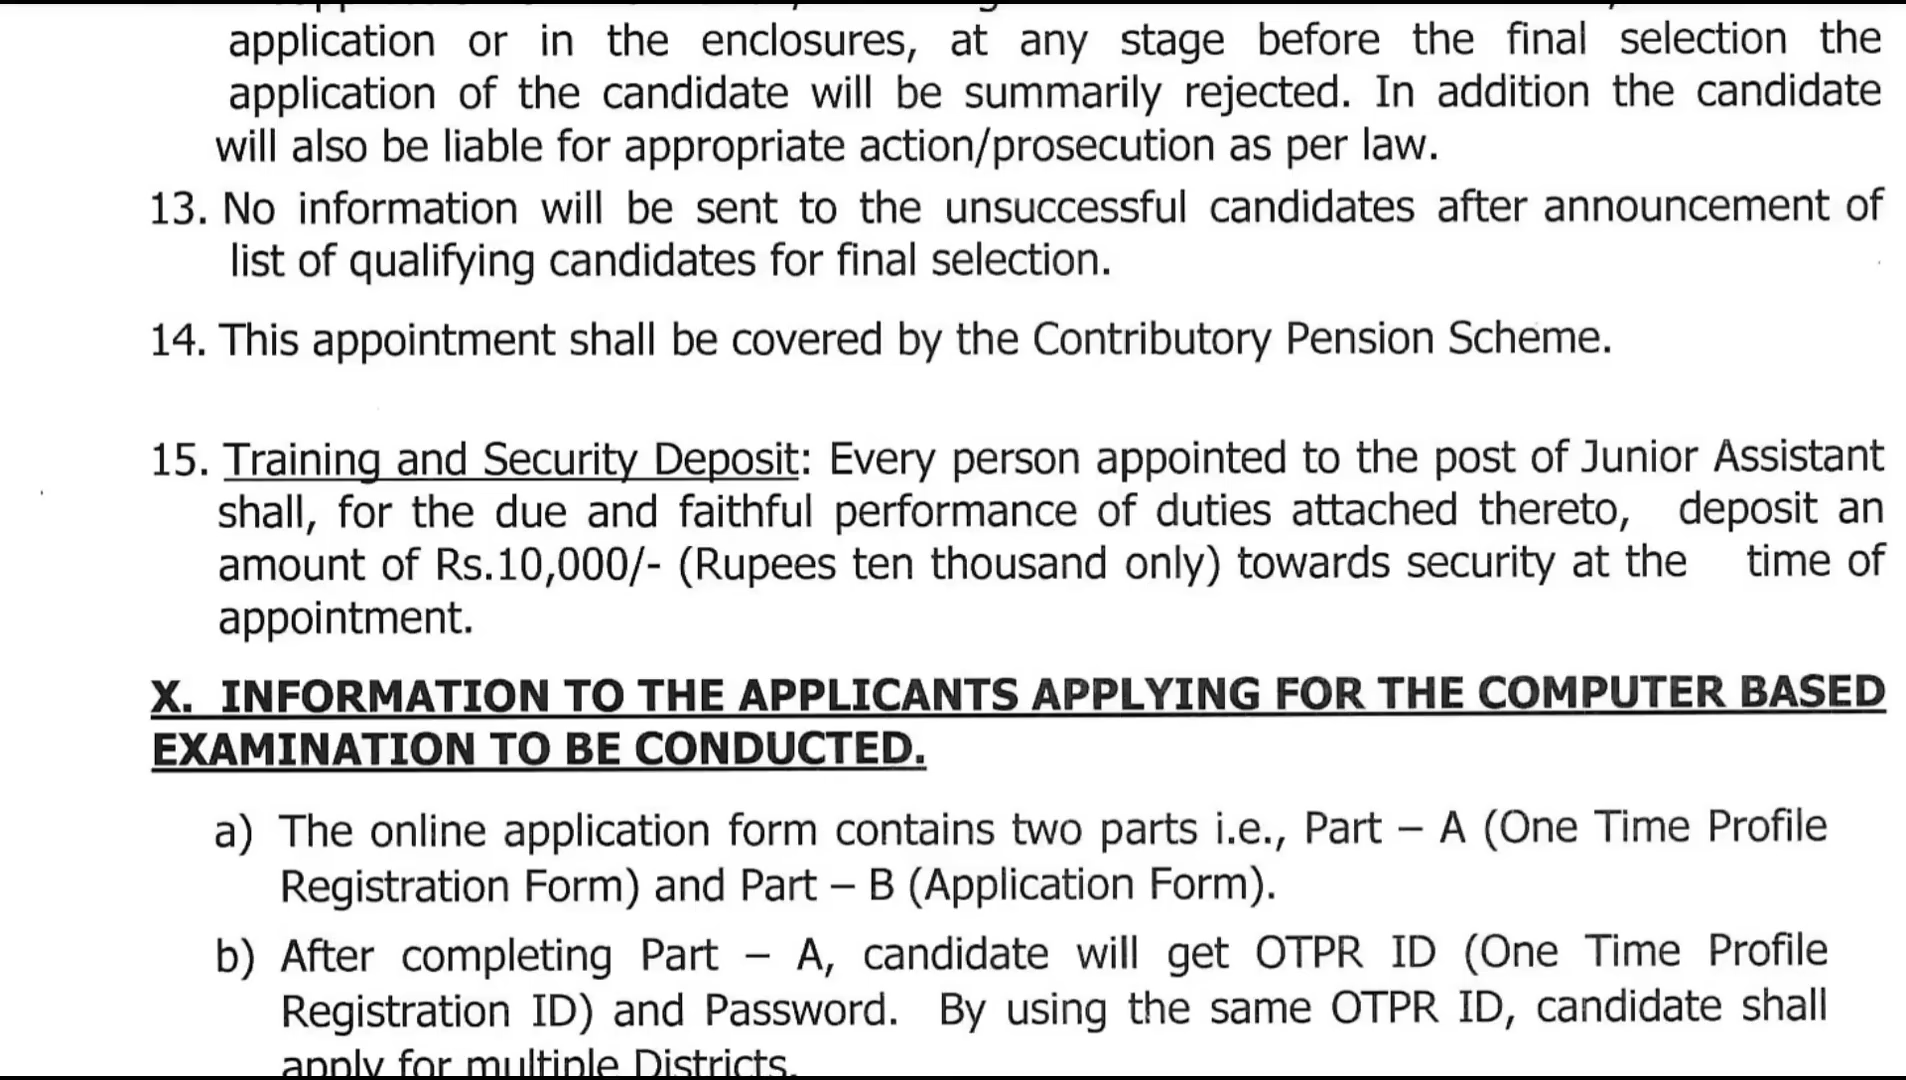 application or in the enclosures, at any stage before the final selection the
application of the candidate will be summarily rejected. In addition the candidate
will also be liable for appropriate action/prosecution as per law.
13. No information will be sent to the unsuccessful candidates after announcement of
list of qualifying candidates for final selection.
14. This appointment shall be covered by the Contributory Pension Scheme.
15. Training and Security Deposit: Every person appointed to the post of Junior Assistant
shall, for the due and faithful performance of duties attached thereto, deposit an
amount of Rs.10,000/- (Rupees ten thousand only) towards security at the time of
appointment.
X. INFORMATION TO THE APPLICANTS APPLYING FOR THE COMPUTER BASED
EXAMINATION TO BE CONDUCTED.
a) The online application form contains two parts i.e., Part – A (One Time Profile
Registration Form) and Part – B (Application Form).
b) After completing Part – A, candidate will get OTPR ID (One Time Profile
Registration ID) and Password. By using the same OTPR ID, candidate shall
apply for multiple Districts.